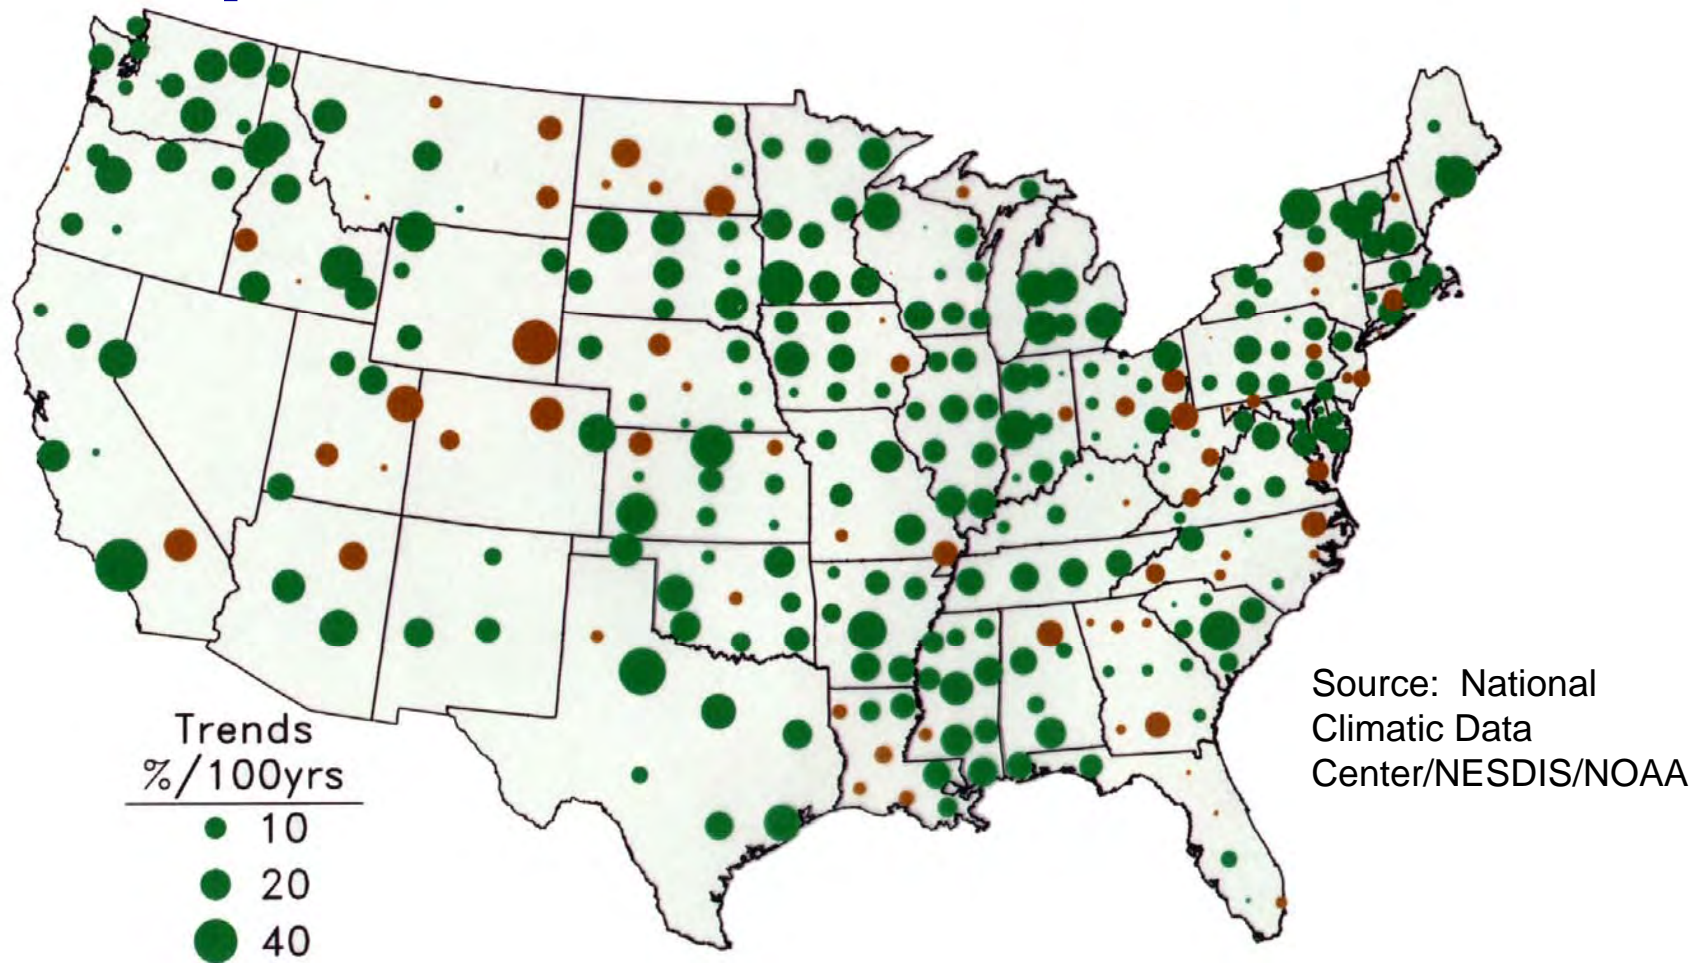 Trends
%/100yrs
10
20
40
Source: National
Climatic Data
Center/NESDIS/NOAA